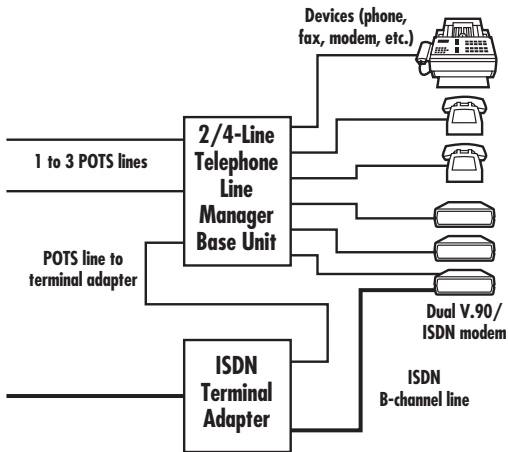 Devices (phone,
fax, modem, etc.)
2/4-Line
Telephone
Line
Manager
Base Unit
1 to 3 POTS lines
POTS line to
terminal adapter
Dual V.90/
ISDN modem
ISDN
Terminal
Adapter
ISDN
B-channel line